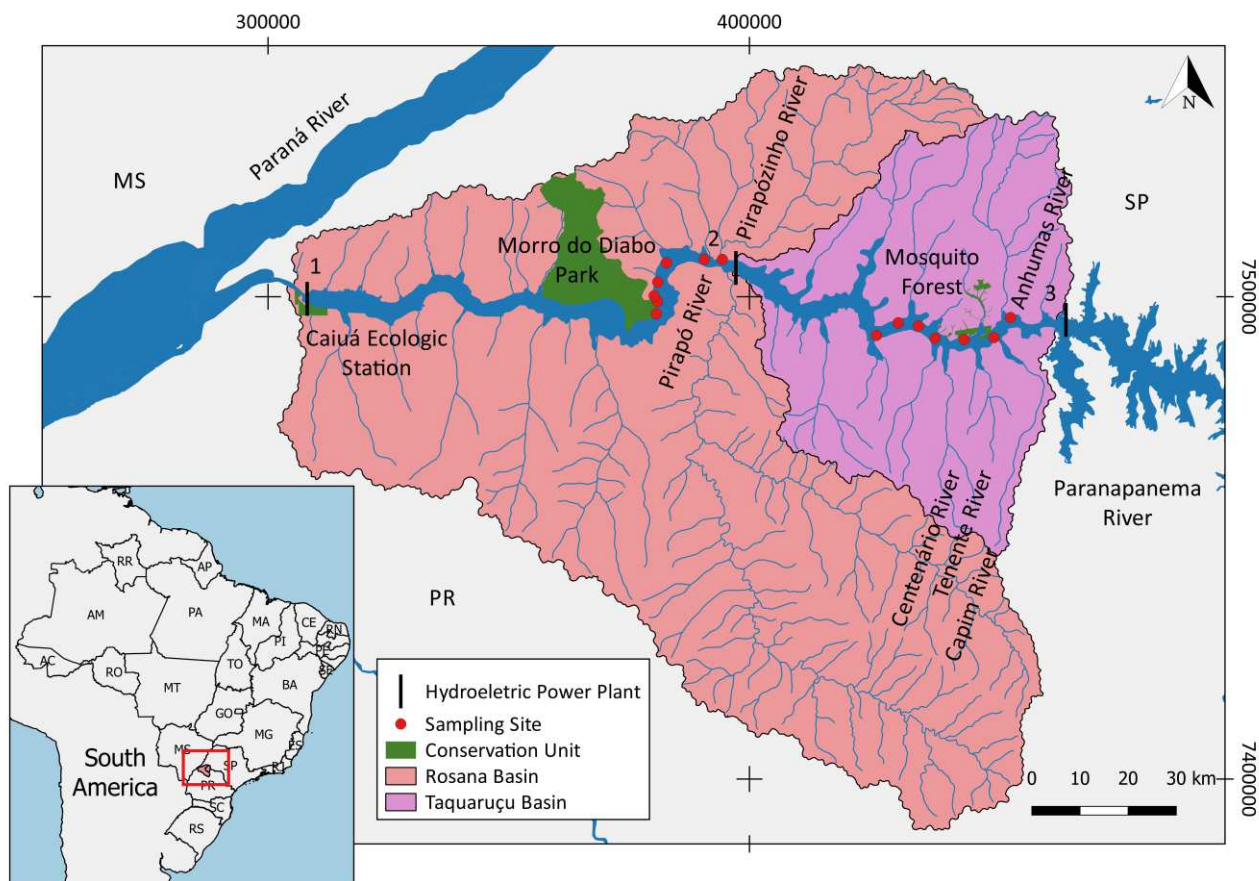 300000
400000
Paraná River
MS
Pirapózinho River
N
SP
Anhumas River
Morro do Diabo
Park
2
Mosquito
Forest
1
3
7500000
Caiuá Ecologic
Station
Pirapó River
Paranapanema
River
Centenário River
Tenente River
Capim River
PR
RR
AP
AM
PA
MA
CE
RN
PI
AC
RO
TO
BA
MT
GO
MG
ES
MS
SP
RJ
PR
SC
RS
South
America
Hydroeletric Power Plant
Sampling Site
Conservation Unit
Rosana Basin
Taquaruçu Basin
0 10 20 30 km
7400000